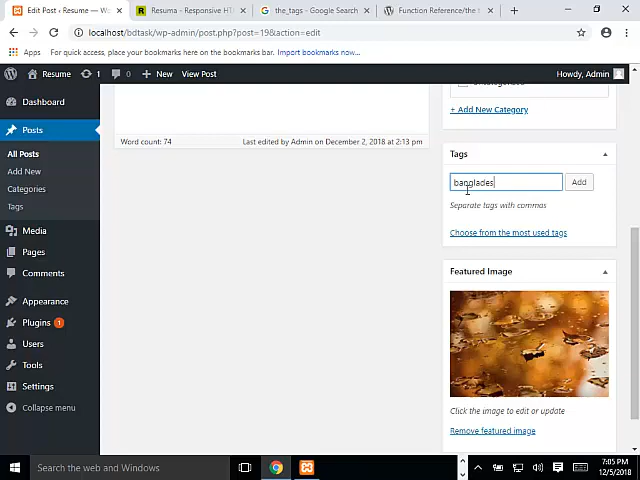 Edit Post ‹ Resume — Wo
Resuma - Responsive HT
the_tags - Google Search
Function Reference/the t
localhost/bdtask/wp-admin/post.php?post=19&action=edit
Apps
For quick access, place your bookmarks here on the bookmarks bar.
Import bookmarks now...
Resume
1
0
New
View Post
Howdy, Admin
Dashboard
Posts
All Posts
Add New
Categories
Tags
Media
Pages
Comments
Appearance
Plugins 1
Users
Tools
Settings
Collapse menu
Word count: 74
Last edited by Admin on December 2, 2018 at 2:13 pm
+ Add New Category
Tags
banglades
Add
Separate tags with commas
Choose from the most used tags
Featured Image
Click the image to edit or update
Remove featured image
Search the web and Windows
7:05 PM
12/5/2018